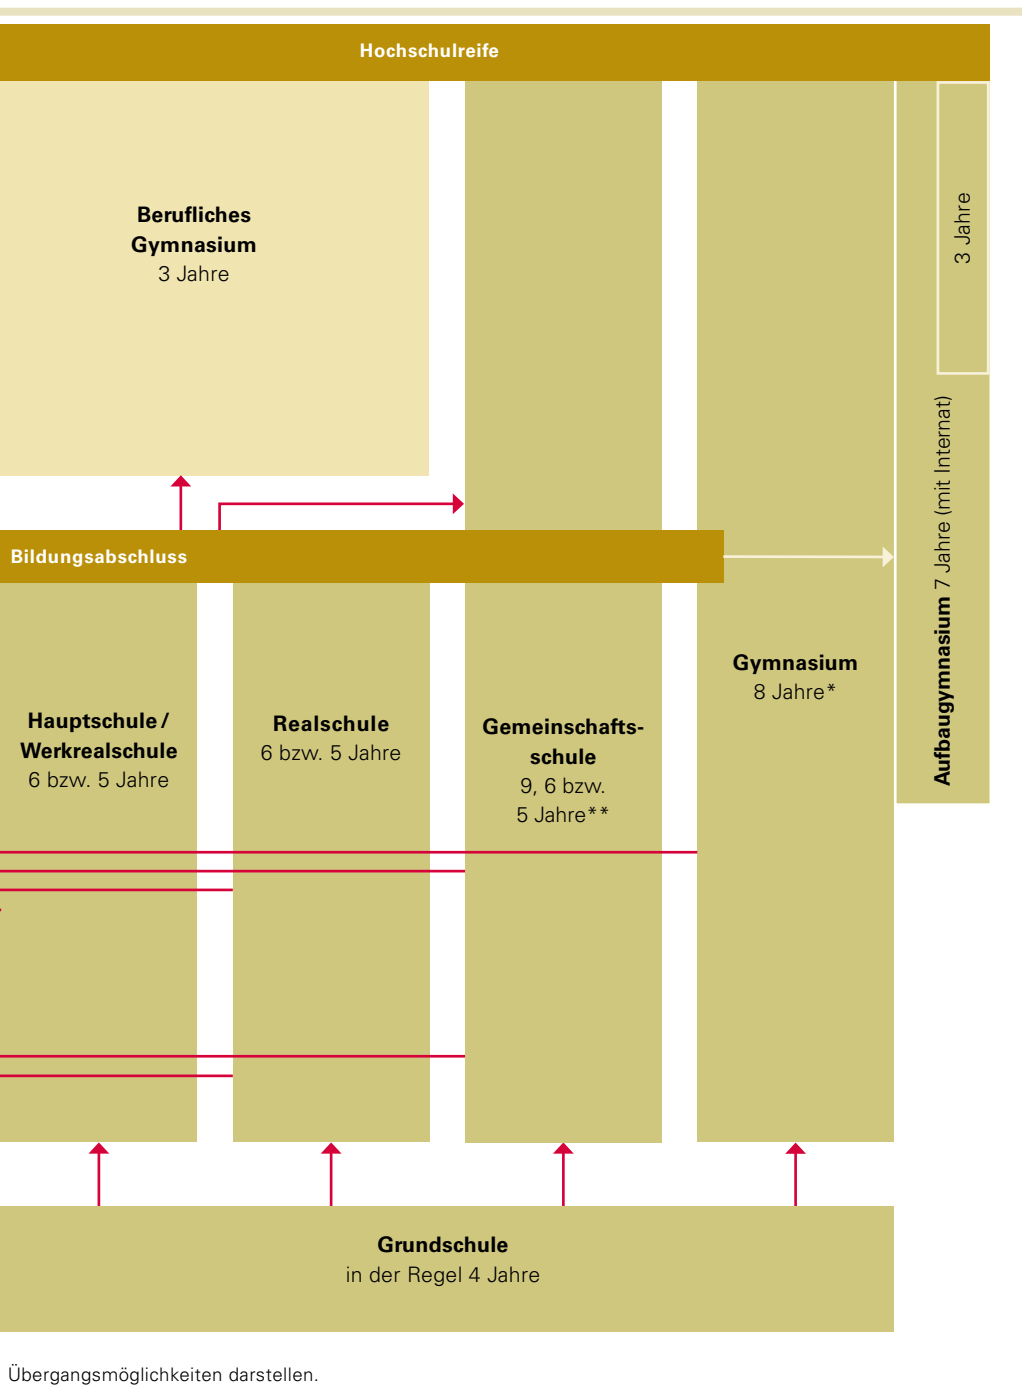 Hochschulreife
Berufliches
Gymnasium
3 Jahre
3 Jahre
Aufbaugymnasium 7 Jahre (mit Internat)
Bildungsabschluss
Hauptschule /
Werkrealschule
6 bzw. 5 Jahre
Realschule
6 bzw. 5 Jahre
Gemeinschafts-
schule
9, 6 bzw.
5 Jahre**
Gymnasium
8 Jahre*
Grundschule
in der Regel 4 Jahre
Übergangsmöglichkeiten darstellen.